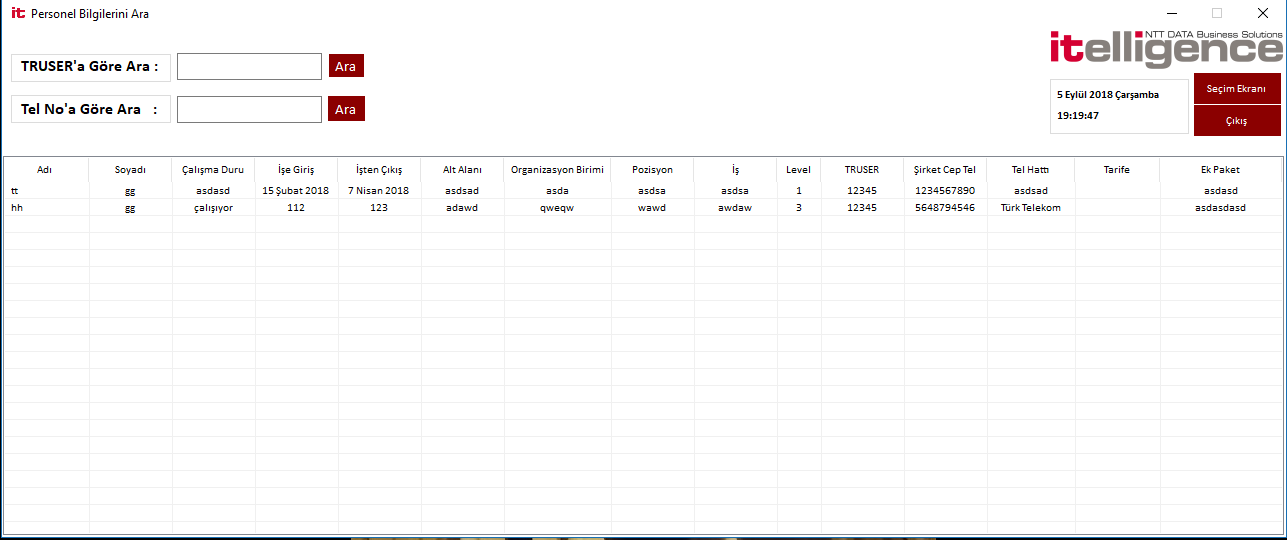 it Personel Bilgilerini Ara
NTT DATA Business Solutions
itelligence
TRUSER'a Göre Ara :
Ara
Tel No'a Göre Ara :
Ara
5 Eylül 2018 Çarşamba
19:19:47
Seçim Ekranı
Çıkış
Adı Soyadı Çalışma Duru İşe Giriş İşten Çıkış Alt Alanı Organizasyon Birimi Pozisyon İş Level TRUSER Şirket Cep Tel Tel Hattı Tarife Ek Paket
tt gg asdasd 15 Şubat 2018 7 Nisan 2018 asdsad asda asdsa asdsa 1 12345 1234567890 asdsad asdasd
hh gg çalışıyor 112 123 adawd qweqw wawd awdaw 3 12345 5648794546 Türk Telekom asdasdasd